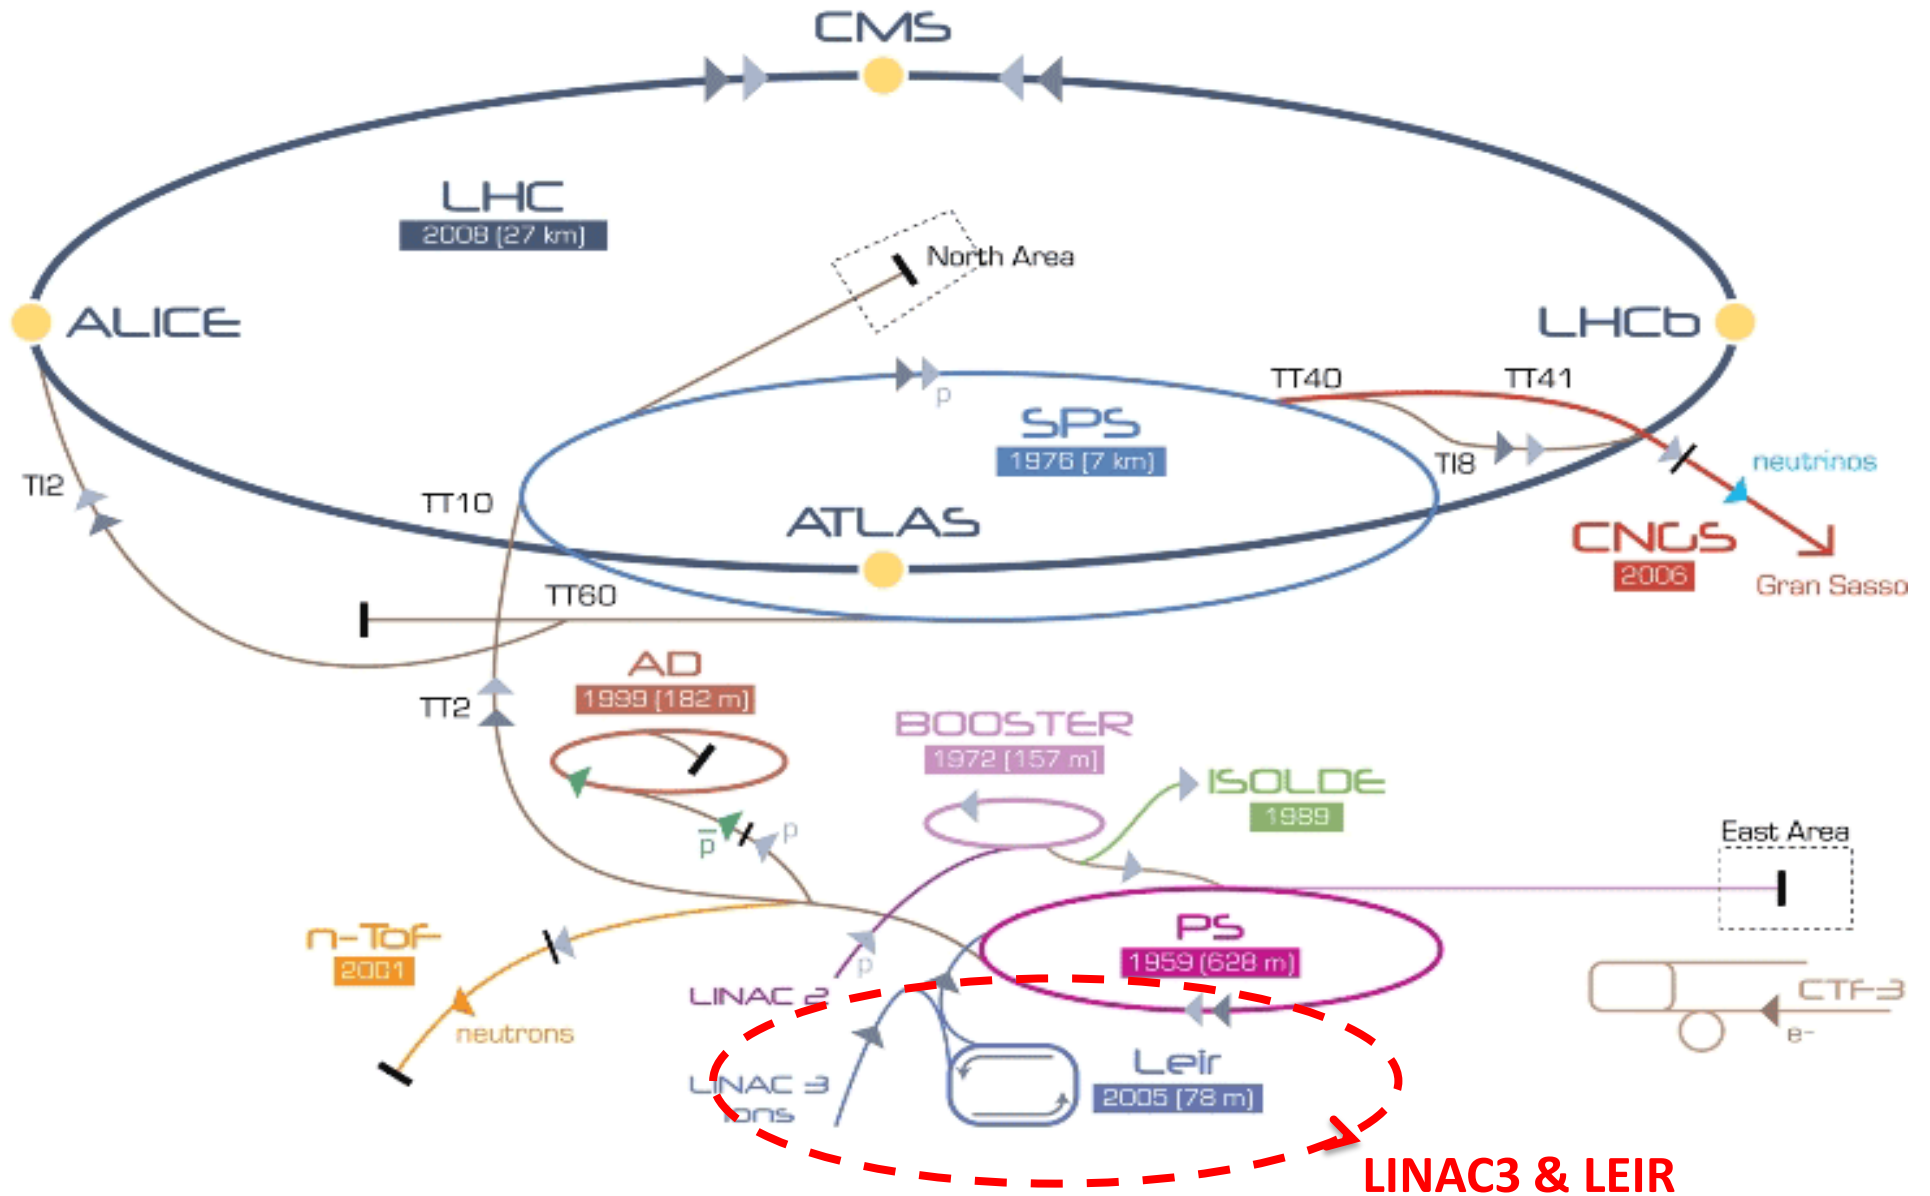 CMS
LHC
2008 (27 km)
North Area
ALICE
LHCb
TT40
TT41
p
SPS
1976 (7 km)
TI8
neutrinos
TI2
TT10
ATLAS
CNGS
2006
Gran Sasso
TT60
AD
1999 (182 m)
TT2
BOOSTER
1972 (157 m)
ISOLDE
1989
p
p̅
East Area
n-ToF
2001
PS
1959 (628 m)
p
LINAC 2
CTF-3
e-
neutrons
Leir
2005 (78 m)
LINAC 3
ions
LINAC3 & LEIR